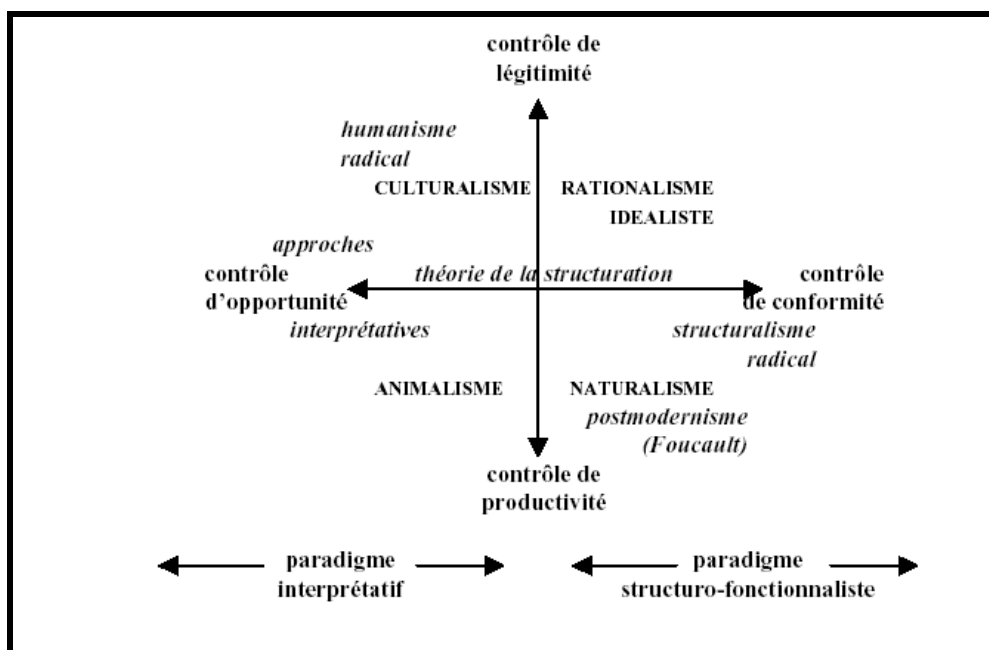 contrôle de
légitimité
humanisme
radical
CULTURALISME
RATIONALISME
IDEALISTE
approches
contrôle
d'opportunité
théorie de la structuration
contrôle
de conformité
interprétatives
structuralisme
radical
ANIMALISME
NATURALISME
postmodernisme
(Foucault)
contrôle de
productivité
paradigme
interprétatif
paradigme
structuro-fonctionnaliste